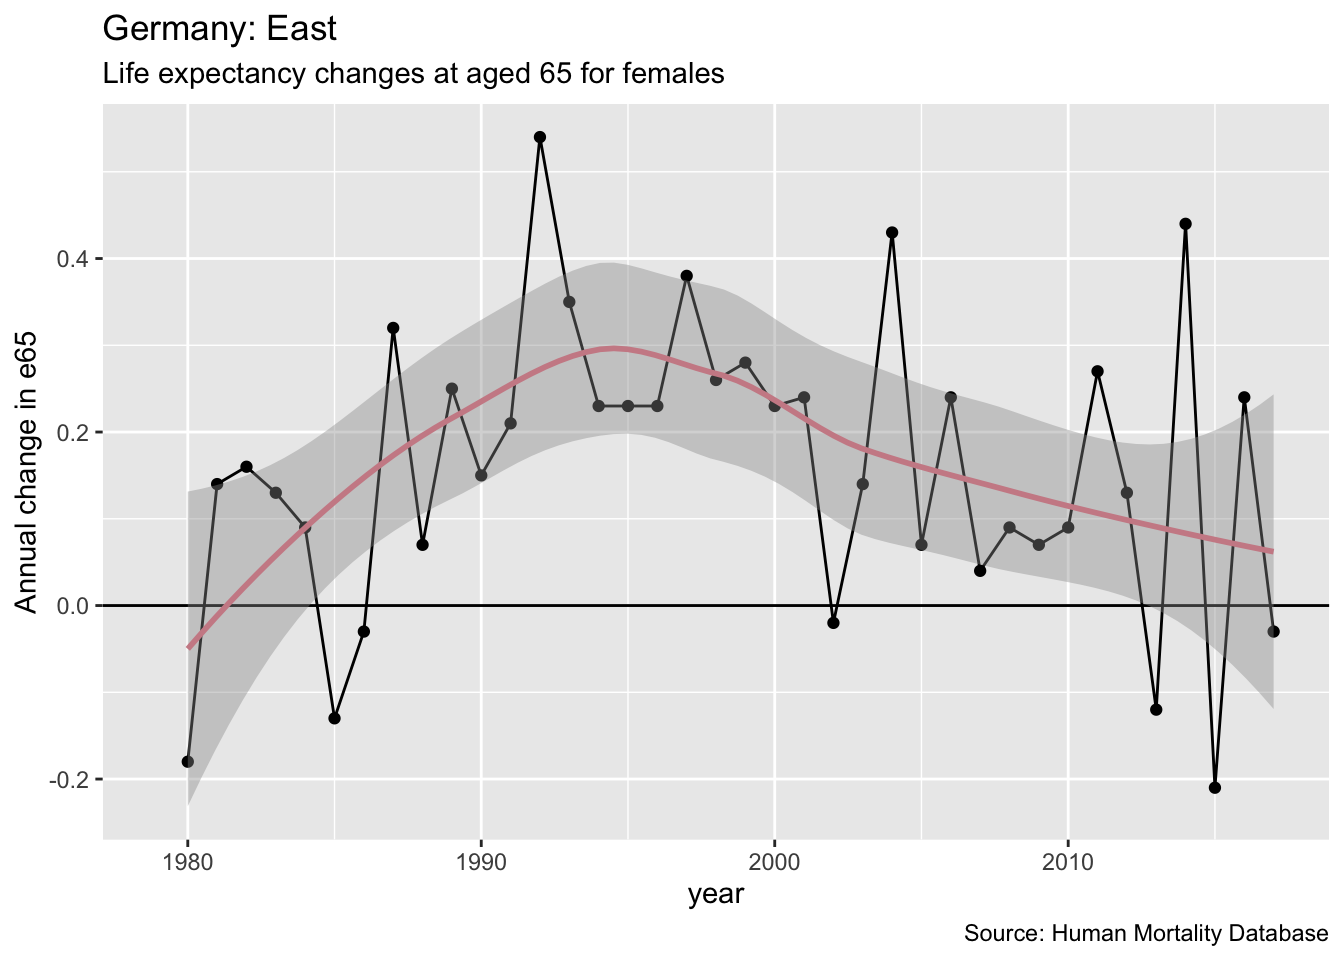 Germany: East
Life expectancy changes at aged 65 for females
Annual change in e65
0.4
0.2
0.0
-0.2
1980 1990 2000 2010
year
Source: Human Mortality Database